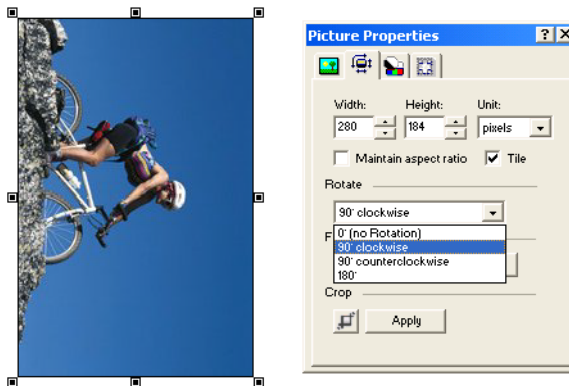 Picture Properties
Width: Height: Unit:
280 184 pixels
Maintain aspect ratio Tile
Rotate
90° clockwise
0° (no Rotation)
90° clockwise
90° counterclockwise
180°
F
Crop
Apply